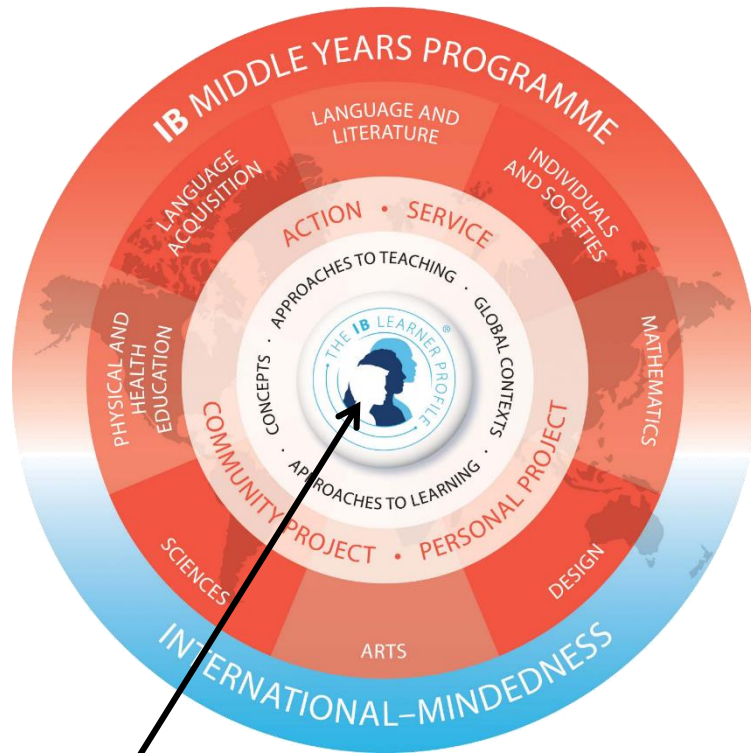 IB MIDDLE YEARS PROGRAMME
LANGUAGE AND
LITERATURE
LANGUAGE
ACQUISITION
INDIVIDUALS
AND SOCIETIES
PHYSICAL AND
HEALTH
EDUCATION
MATHEMATICS
SCIENCES
ARTS
DESIGN
ACTION • SERVICE
COMMUNITY PROJECT • PERSONAL PROJECT
APPROACHES TO TEACHING •
GLOBAL CONTEXTS •
APPROACHES TO LEARNING •
CONCEPTS •
THE IB LEARNER PROFILE ®
INTERNATIONAL–MINDEDNESS